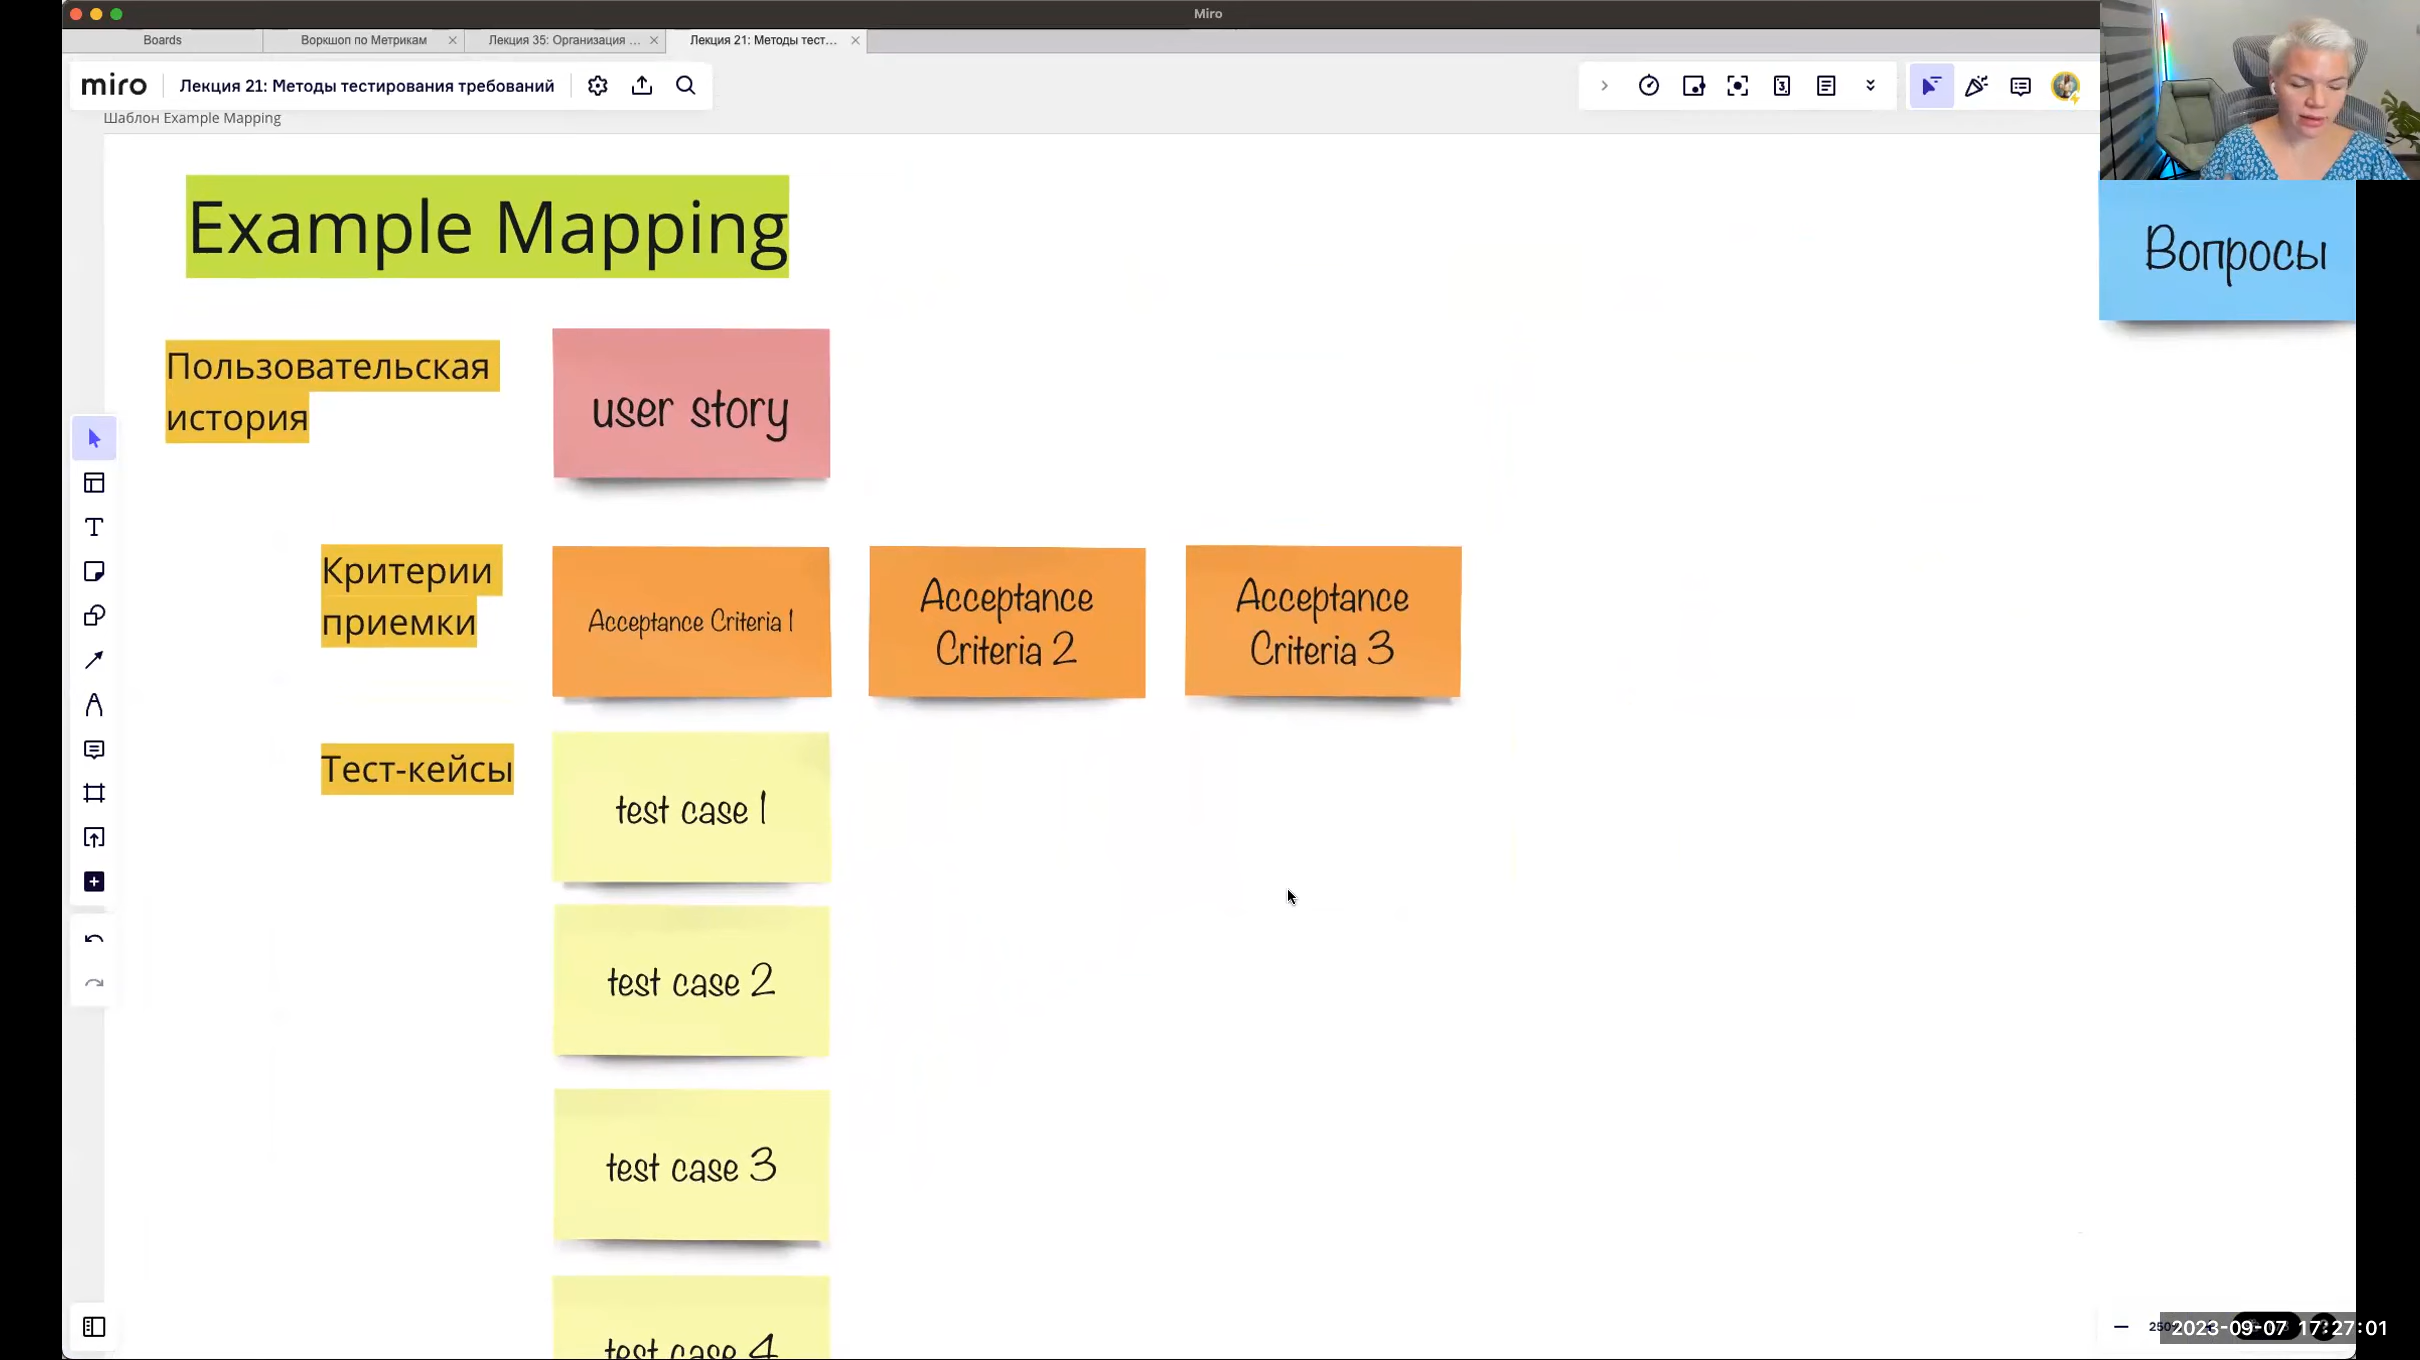 Miro
Boards
Воркшоп по Метрикам
Лекция 35: Организация ...
Лекция 21: Методы тест...
miro
Лекция 21: Методы тестирования требований
Шаблон Example Mapping
Example Mapping
Вопросы
Пользовательская
история
user story
Критерии
приемки
Acceptance Criteria 1
Acceptance
Criteria 2
Acceptance
Criteria 3
Тест-кейсы
test case 1
test case 2
test case 3
test case 4
2023-09-07 17:27:01